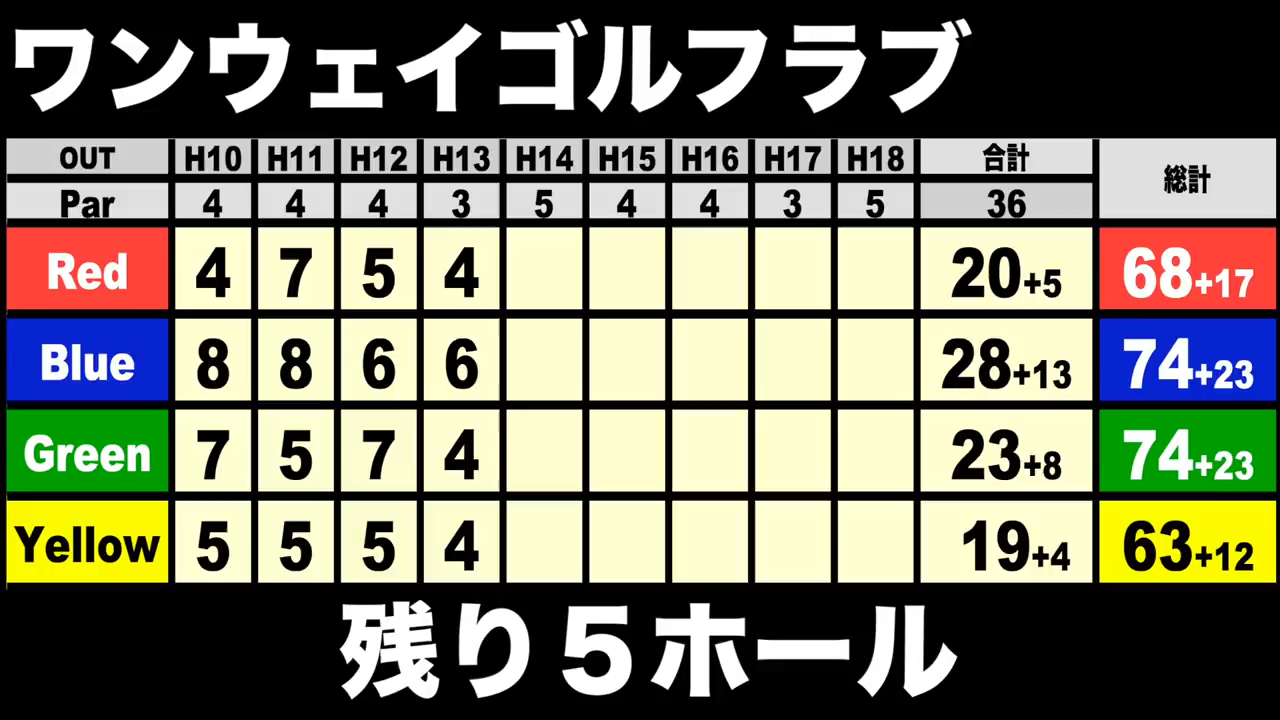 ワンウェイゴルフラブ
OUT H10 H11 H12 H13 H14 H15 H16 H17 H18 合計 総計
Par 4 4 4 3 5 4 4 3 5 36
Red 4 7 5 4 20+5 68+17
Blue 8 8 6 6 28+13 74+23
Green 7 5 7 4 23+8 74+23
Yellow 5 5 5 4 19+4 63+12
残り５ホール